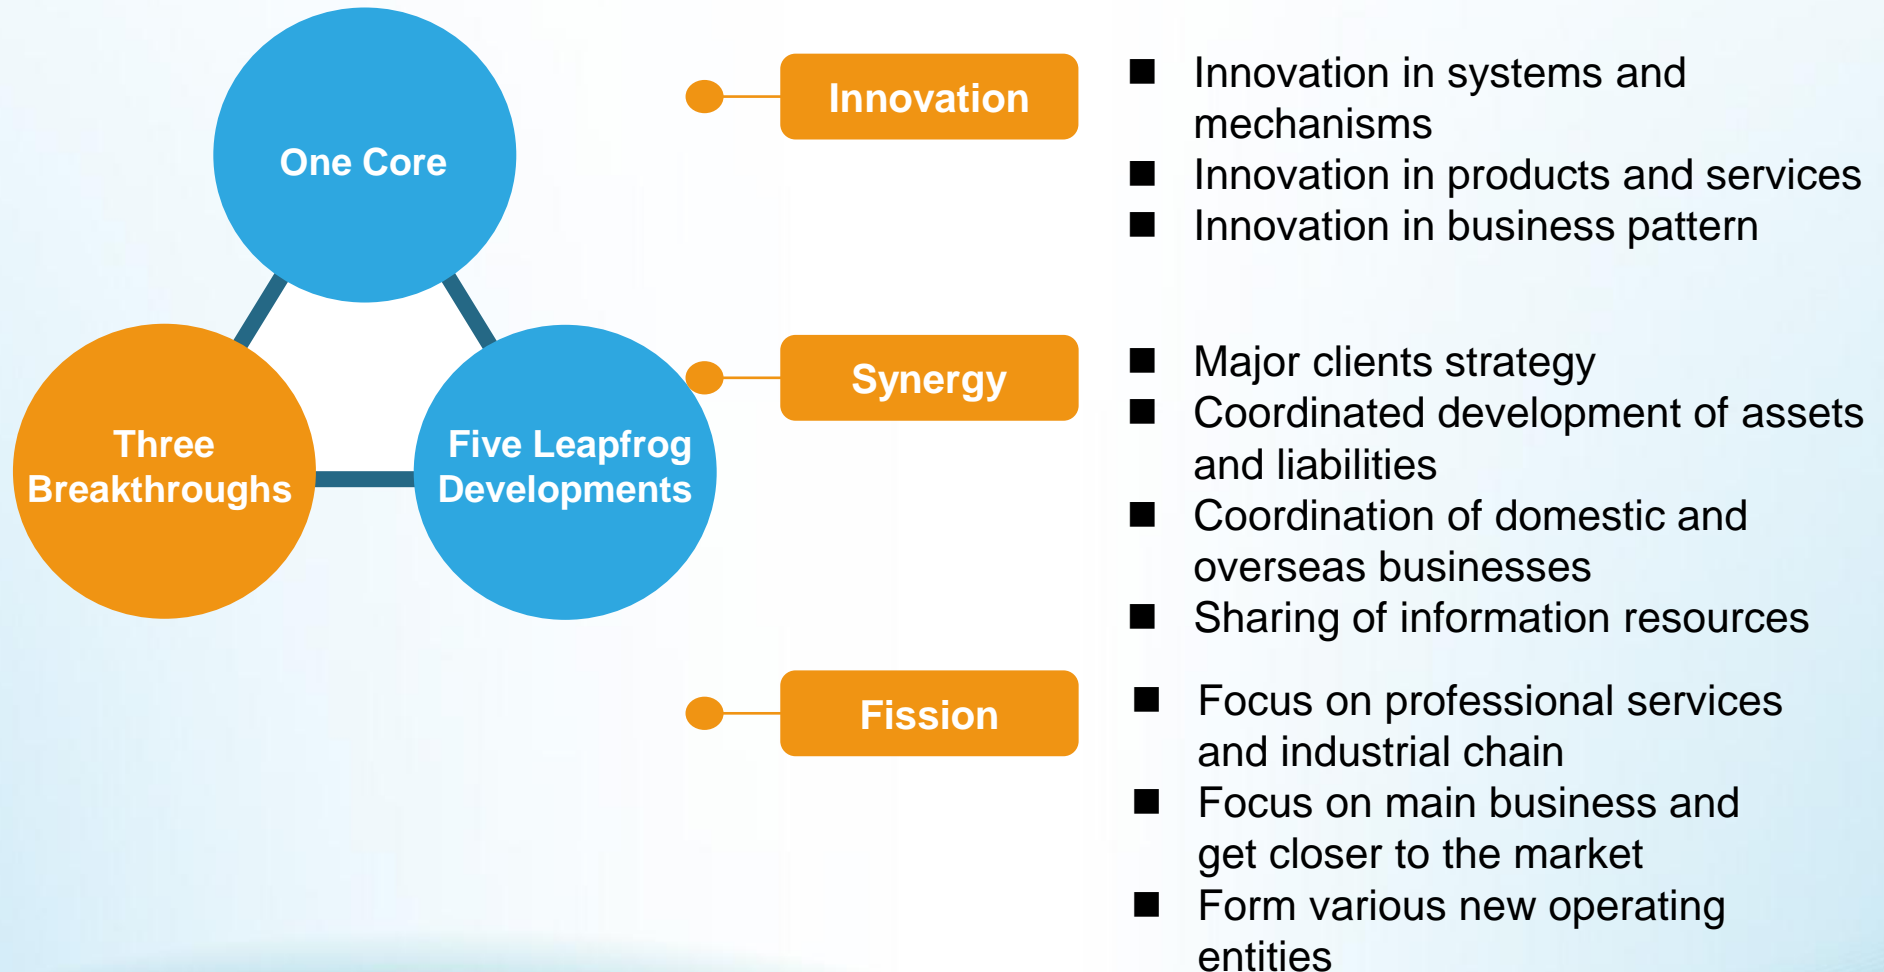 One Core
Three
Breakthroughs
Five Leapfrog
Developments
Innovation
■ Innovation in systems and
mechanisms
■ Innovation in products and services
■ Innovation in business pattern
Synergy
■ Major clients strategy
■ Coordinated development of assets
and liabilities
■ Coordination of domestic and
overseas businesses
■ Sharing of information resources
Fission
■ Focus on professional services
and industrial chain
■ Focus on main business and
get closer to the market
■ Form various new operating
entities